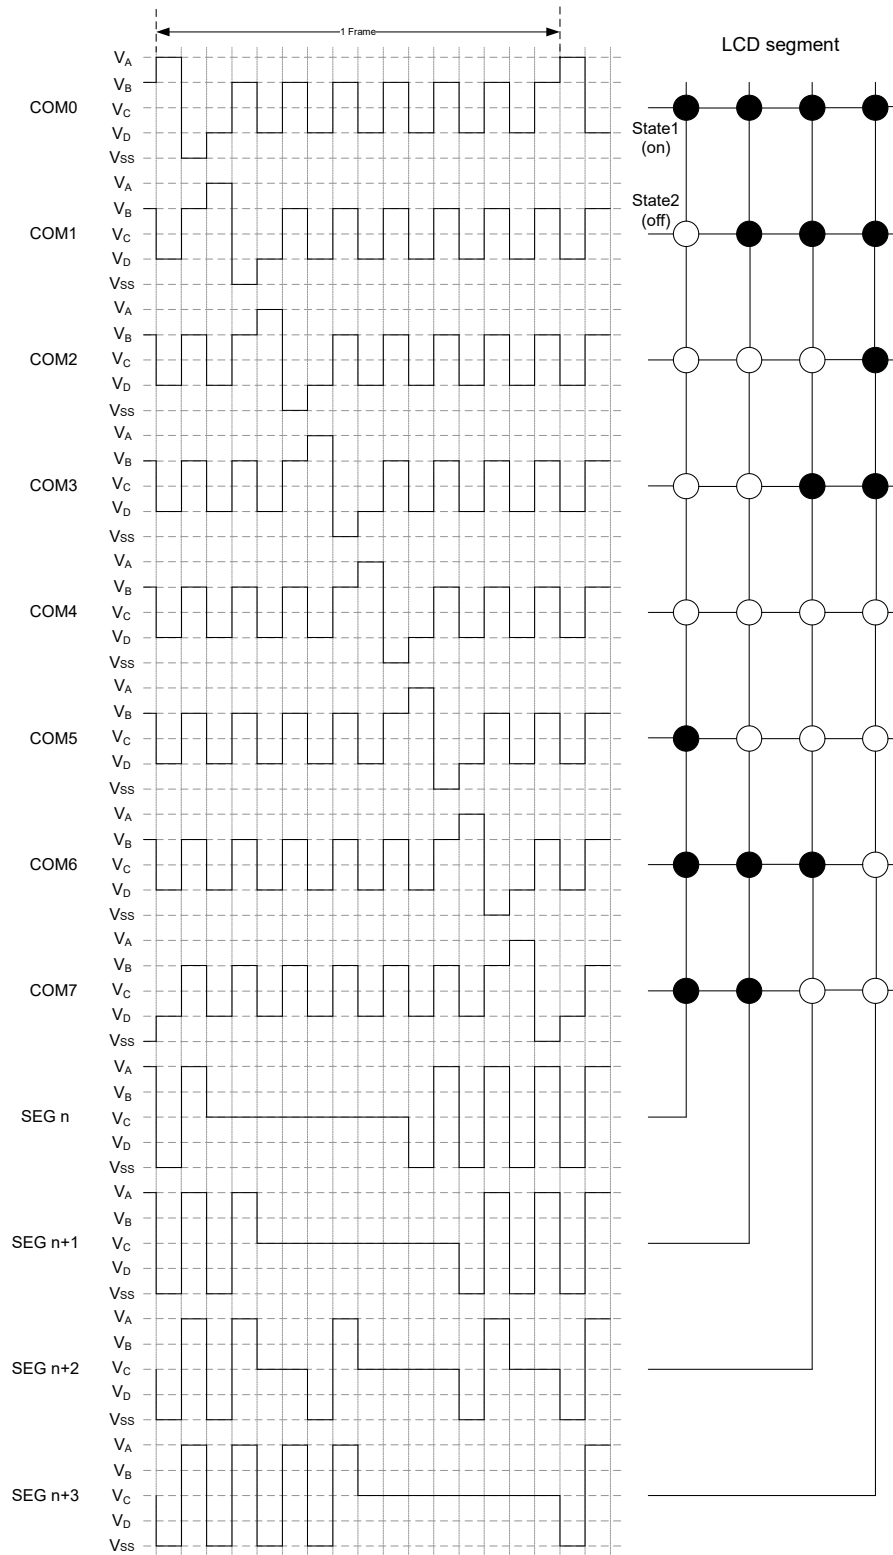 1 Frame
LCD segment
VA
VB
COM0
VC
VD
State1
(on)
VSS
VA
State2
(off)
VB
COM1
VC
VD
VSS
VA
VB
COM2
VC
VD
VSS
VA
VB
COM3
VC
VD
VSS
VA
VB
COM4
VC
VD
VSS
VA
VB
COM5
VC
VD
VSS
VA
VB
COM6
VC
VD
VSS
VA
VB
COM7
VC
VD
VSS
VA
VB
SEG n
VC
VD
VSS
VA
VB
SEG n+1
VC
VD
VSS
VA
VB
SEG n+2
VC
VD
VSS
VA
VB
SEG n+3
VC
VD
VSS